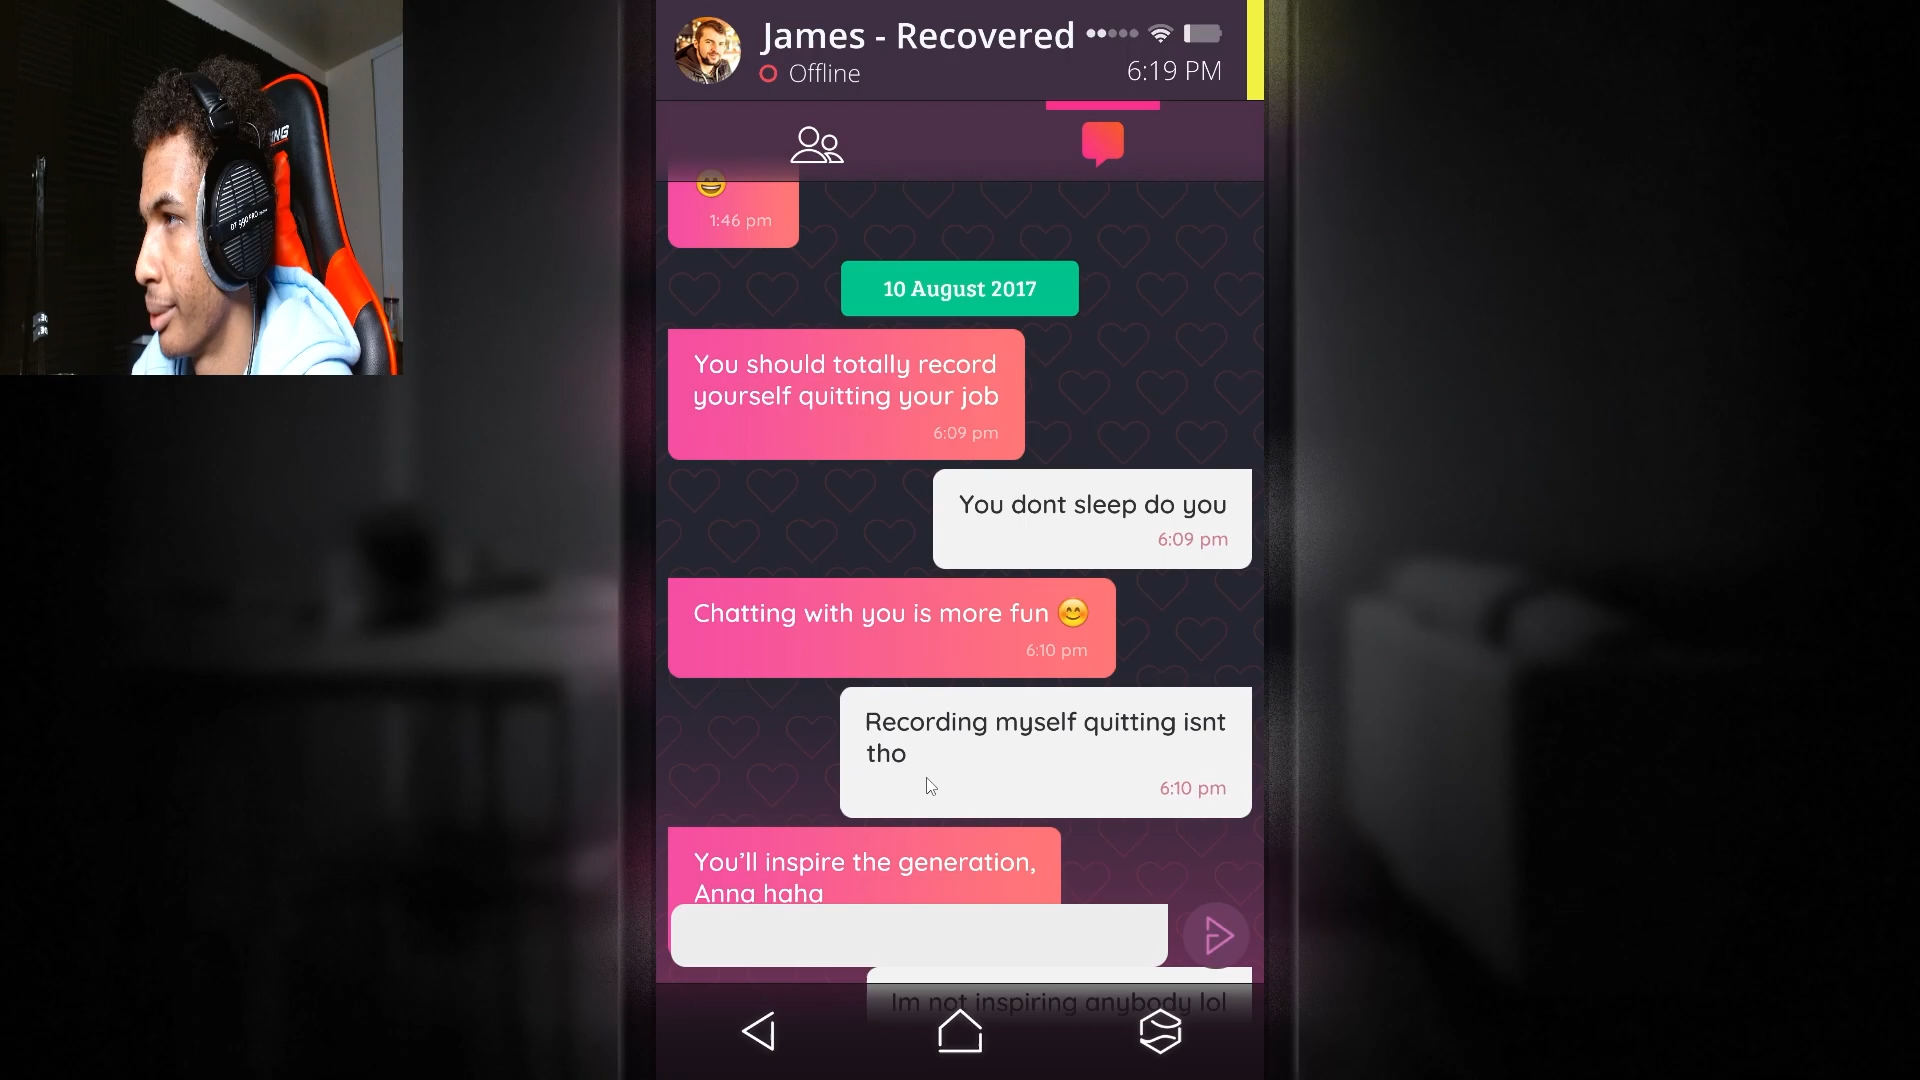 James - Recovered
Offline
6:19 PM
1:46 pm
10 August 2017
You should totally record
yourself quitting your job
6:09 pm
You dont sleep do you
6:09 pm
Chatting with you is more fun 😊
6:10 pm
Recording myself quitting isnt
tho
6:10 pm
You'll inspire the generation,
Anna haha
Im not inspiring anybody lol
DT 990 PRO